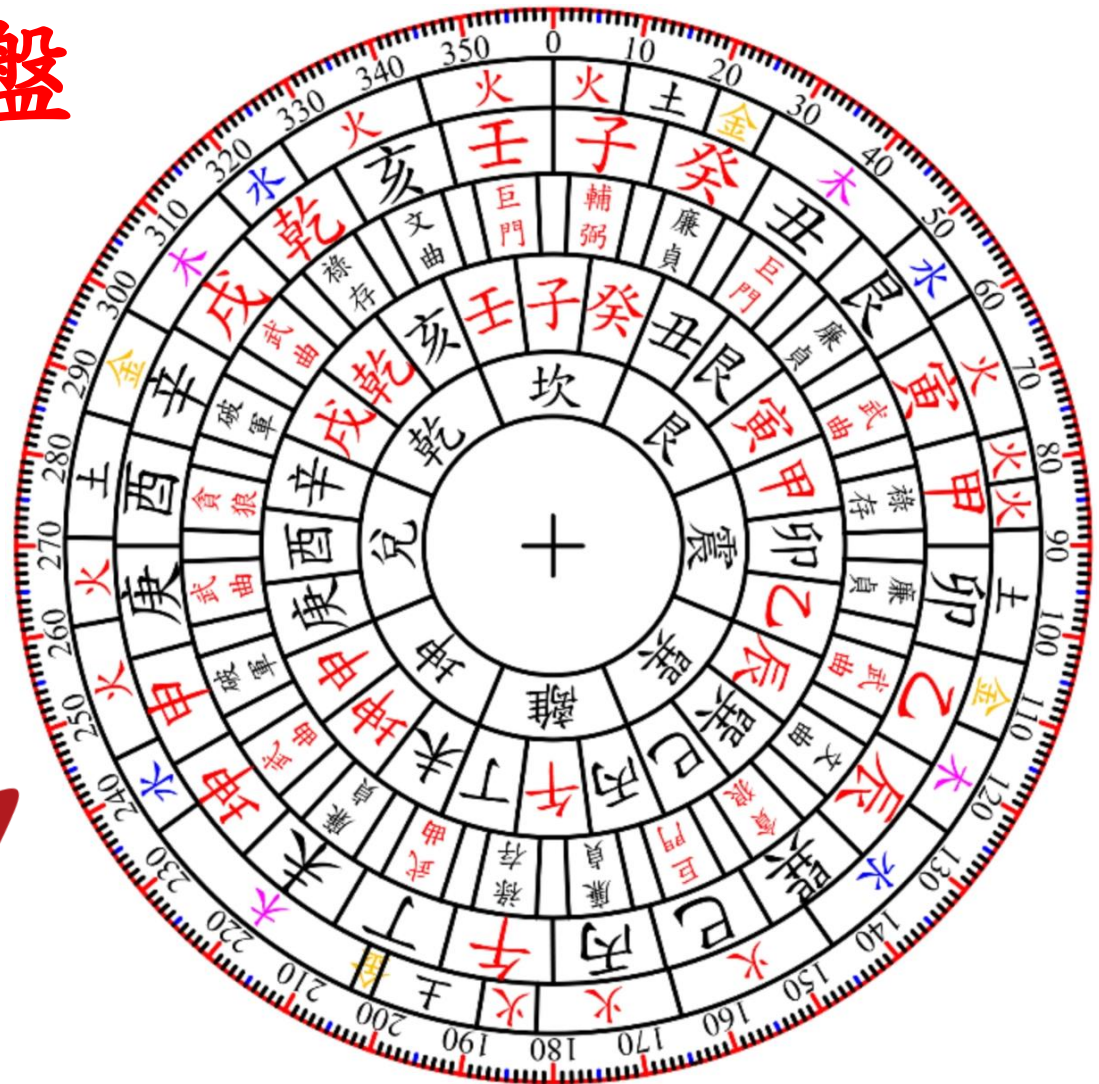 盤
0 10 20 30 40 50 60 70 80 90 100 110 120 130 140 150 160 170 180 190 200 210 220 230 240 250 260 270 280 290 300 310 320 330 340 350
火 土 金 木 水 火 火 火 土 金 木 水 火 火 火 土 金 木 水 火 火 土 金 木 水 火 火
子 癸 丑 艮 寅 甲 卯 乙 辰 巽 巳 丙 午 丁 未 坤 申 庚 酉 辛 戌 乾 亥 壬
輔弼 廉貞 巨門 廉貞 武曲 祿存 廉貞 武曲 文曲 貪狼 巨門 廉貞 祿存 武曲 廉貞 武曲 破軍 武曲 貪狼 破軍 武曲 祿存 文曲 巨門
子 癸 丑 艮 寅 甲 卯 乙 辰 巽 巳 丙 午 丁 未 坤 申 庚 酉 辛 戌 乾 亥 壬
坎 艮 震 巽 離 坤 兌 乾